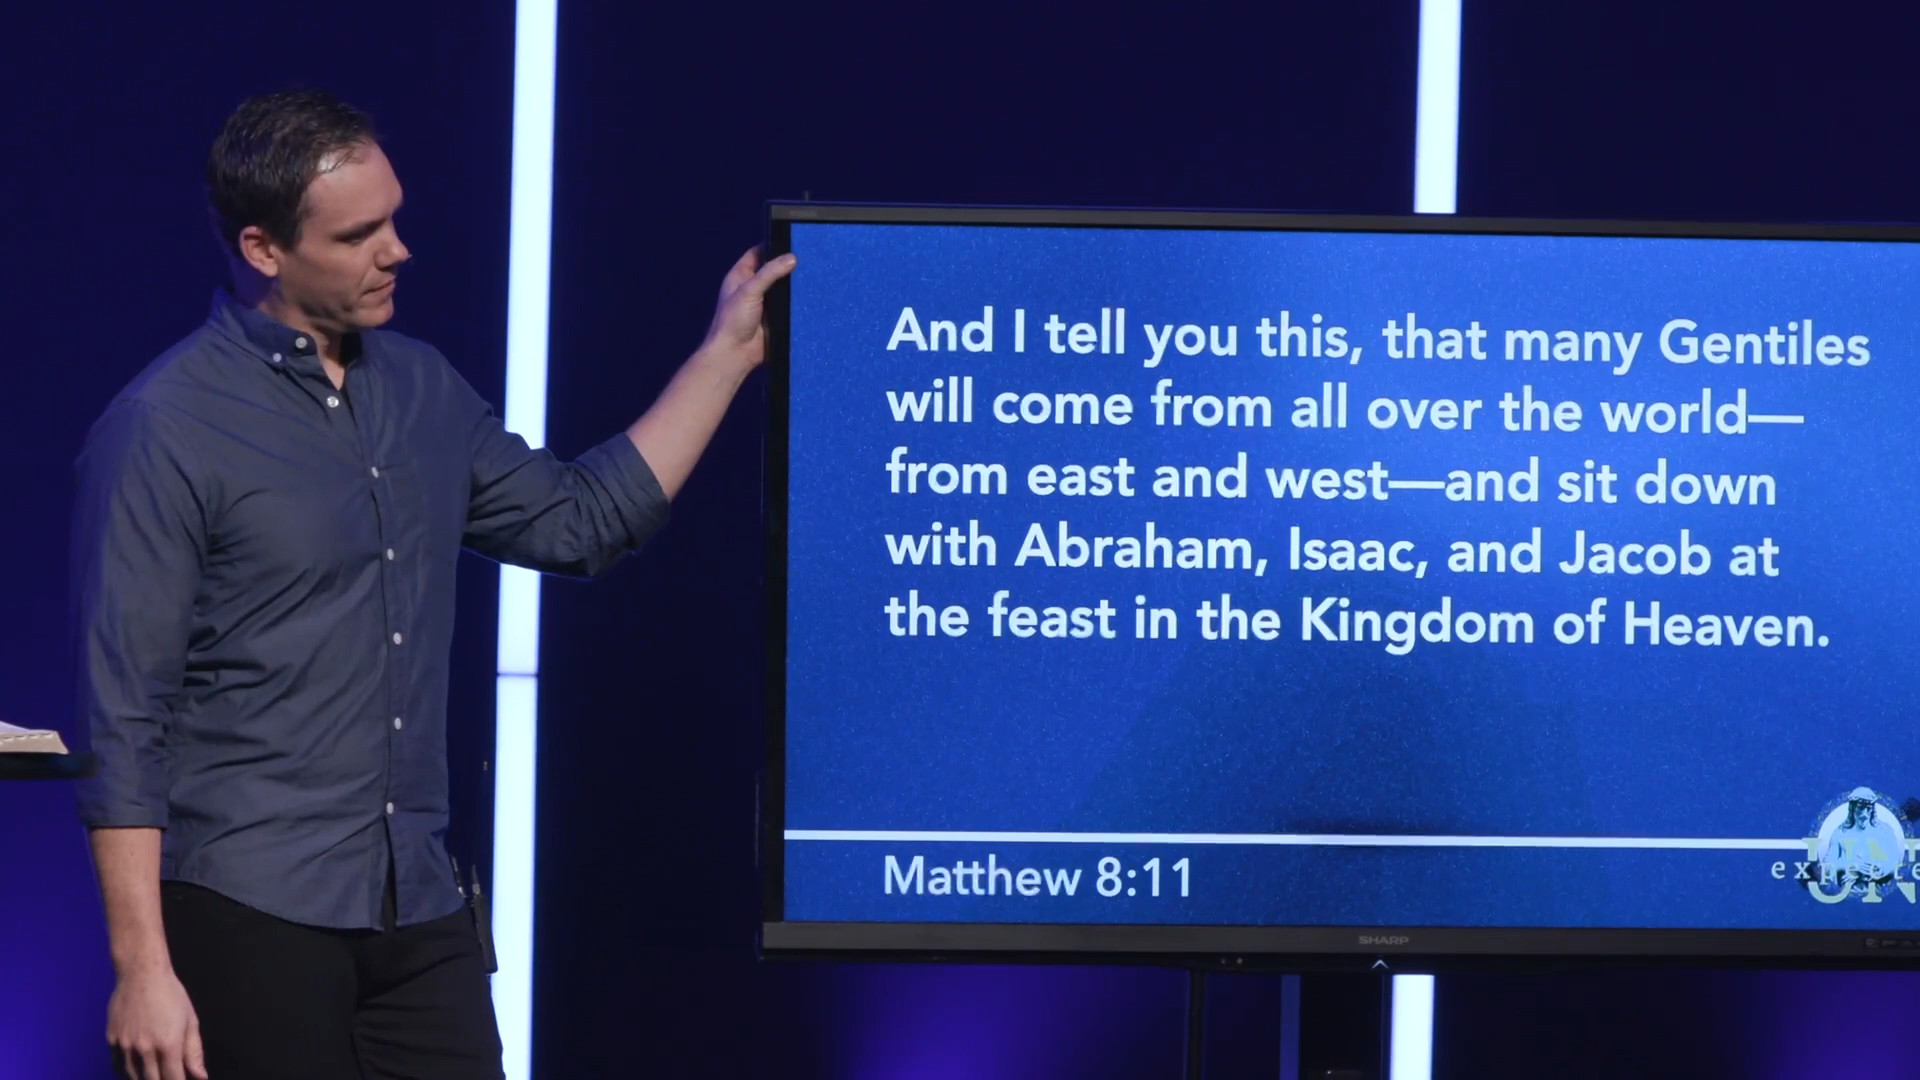 And I tell you this, that many Gentiles
will come from all over the world—
from east and west—and sit down
with Abraham, Isaac, and Jacob at
the feast in the Kingdom of Heaven.
Matthew 8:11
SHARP